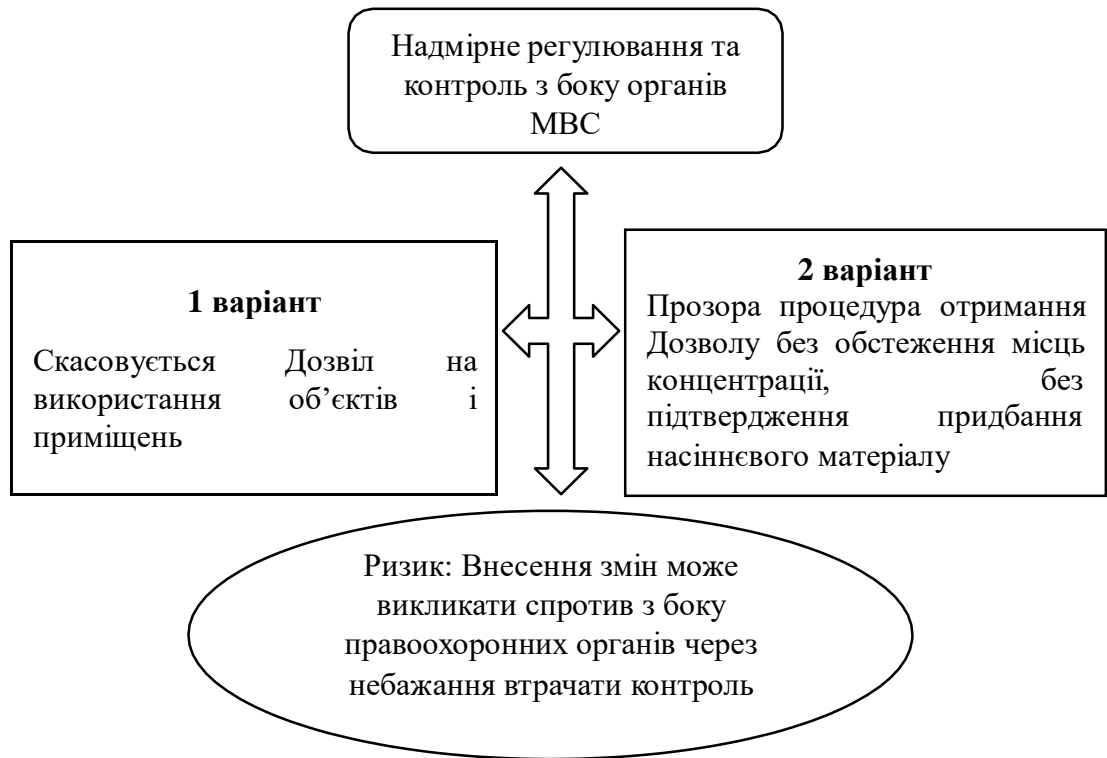 Надмірне регулювання та
контроль з боку органів
МВС
1 варіант
Скасовується Дозвіл на
використання об’єктів і
приміщень
2 варіант
Прозора процедура отримання
Дозволу без обстеження місць
концентрації, без
підтвердження придбання
насіннєвого матеріалу
Ризик: Внесення змін може
викликати спротив з боку
правоохоронних органів через
небажання втрачати контроль